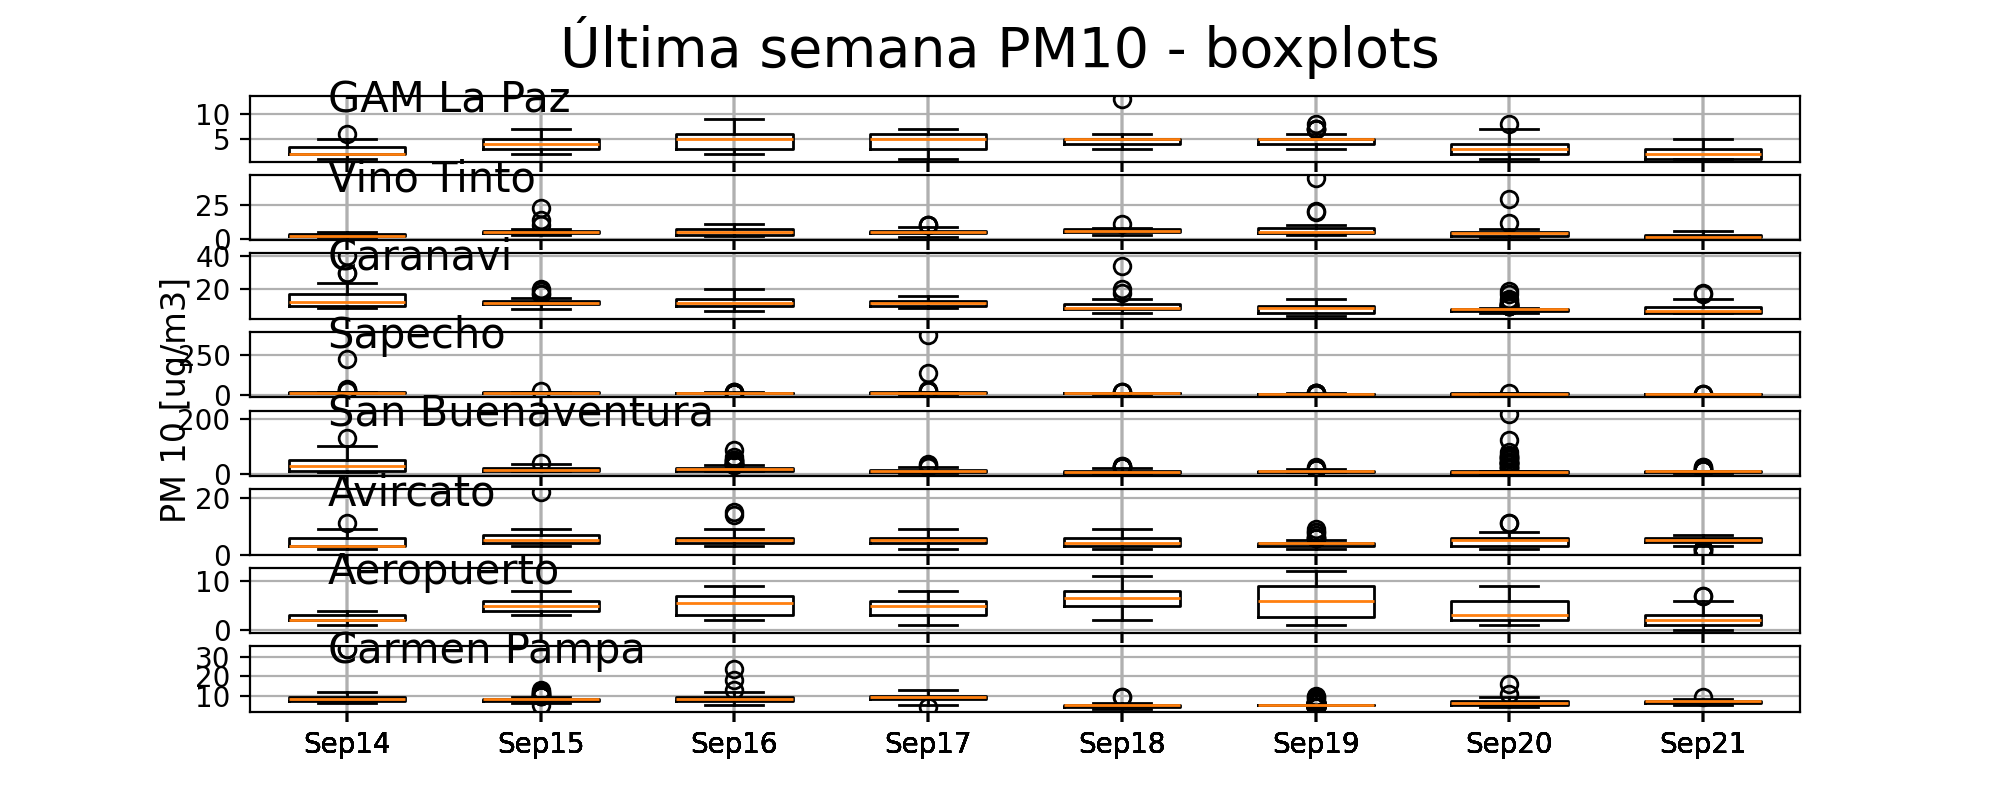 Última semana PM10 - boxplots
GAM La Paz
10
5
Vino Tinto
25
0
Caranavi
40
20
Sapecho
250
0
PM 10 [ug/m3]
San Buenaventura
200
0
Avircato
20
0
Aeropuerto
10
0
Carmen Pampa
30
20
10
Sep14 Sep15 Sep16 Sep17 Sep18 Sep19 Sep20 Sep21